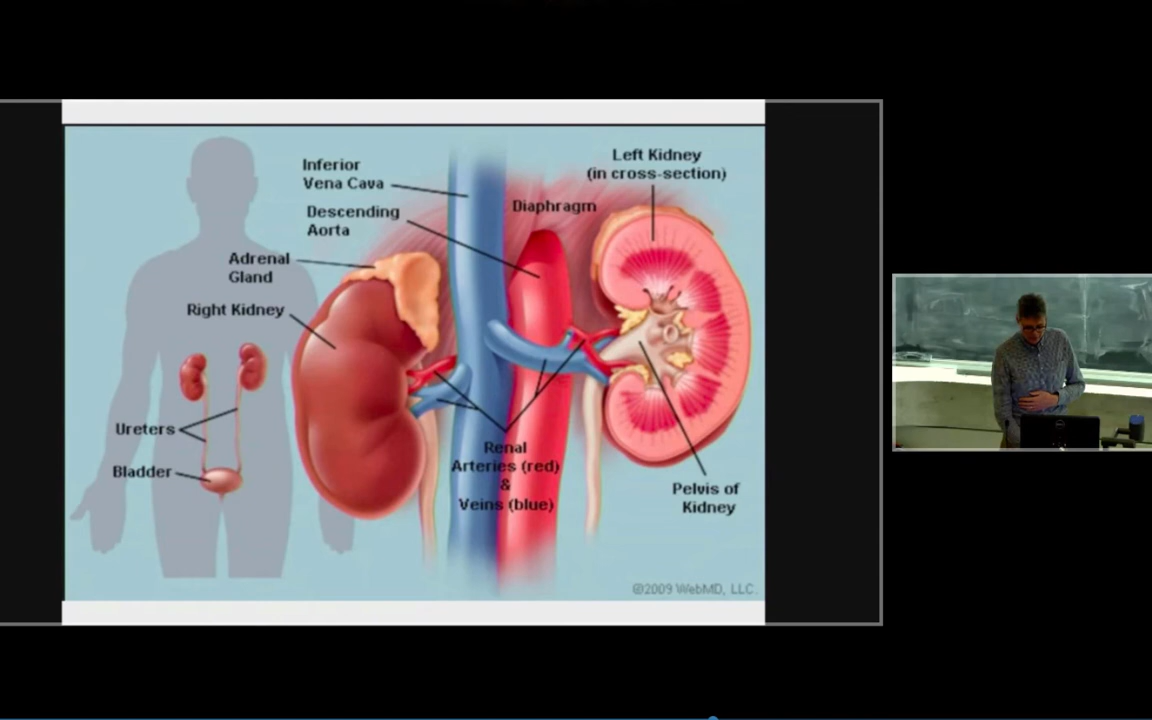 Inferior
Vena Cava
Descending
Aorta
Adrenal
Gland
Right Kidney
Diaphragm
Left Kidney
(in cross-section)
Ureters
Bladder
Renal
Arteries (red)
&
Veins (blue)
Pelvis of
Kidney
©2009 WebMD, LLC.